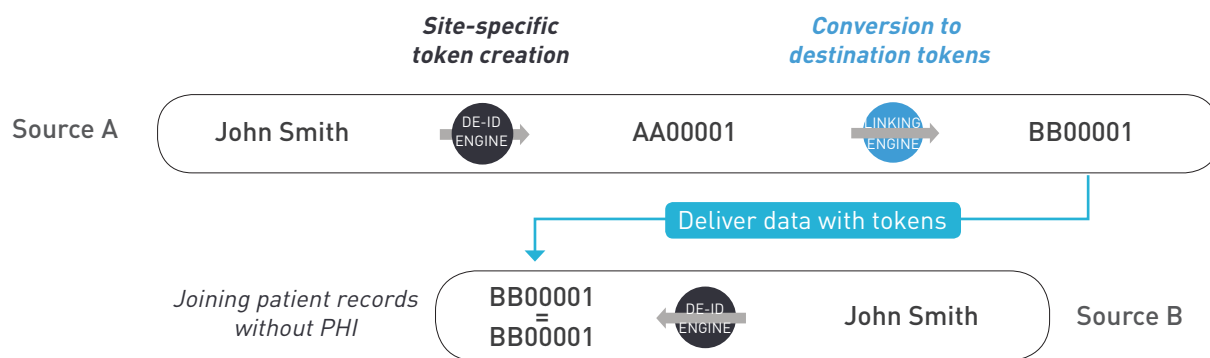 Site-specific
token creation
Conversion to
destination tokens
Source A
John Smith
DE-ID
ENGINE
AA00001
LINKING
ENGINE
BB00001
Deliver data with tokens
Joining patient records
without PHI
BB00001
=
BB00001
DE-ID
ENGINE
John Smith
Source B